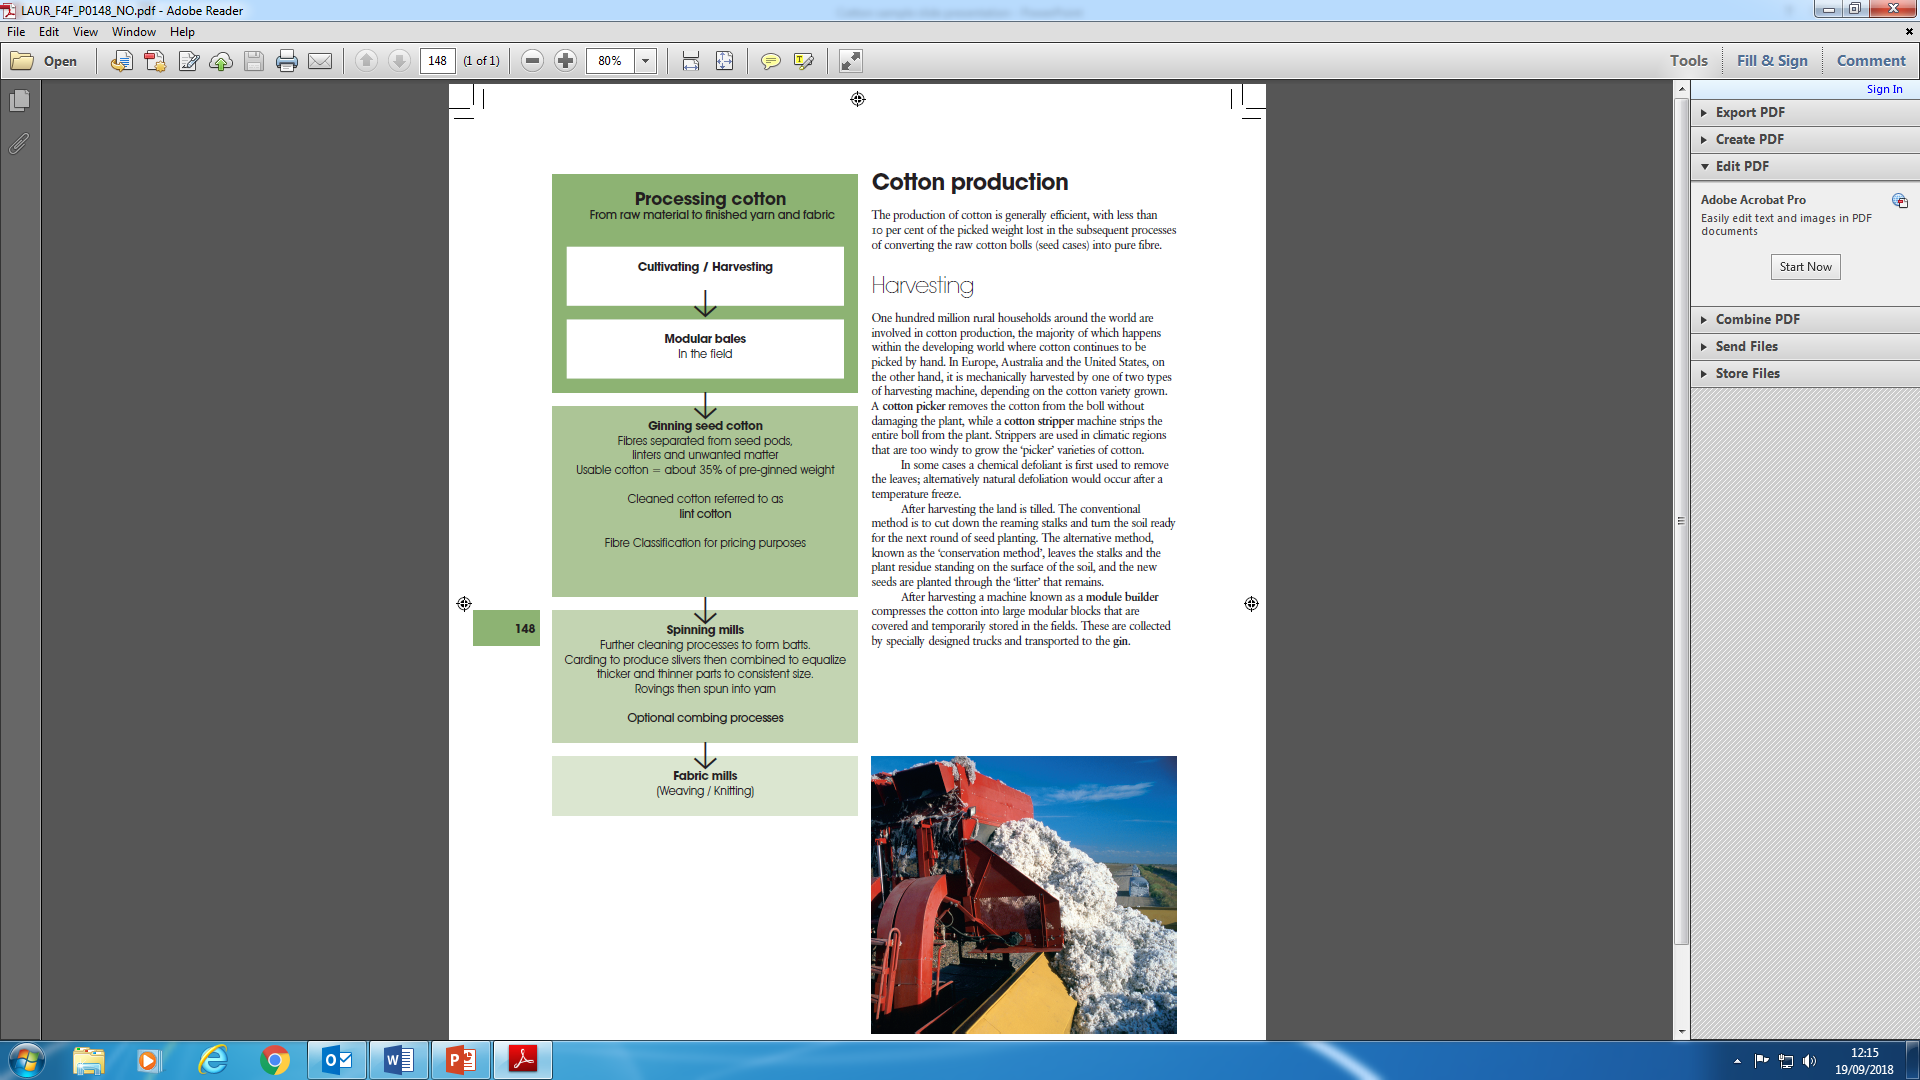 LAUR_F4F_P0148_NO.pdf - Adobe Reader
File Edit View Window Help
Open
148 (1 of 1)
80%
Tools Fill & Sign Comment
Sign In
Export PDF
Create PDF
Edit PDF
Adobe Acrobat Pro
Easily edit text and images in PDF
documents
Start Now
Combine PDF
Send Files
Store Files
Processing cotton
From raw material to finished yarn and fabric
Cultivating / Harvesting
Modular bales
In the field
Ginning seed cotton
Fibres separated from seed pods,
linters and unwanted matter
Usable cotton = about 35% of pre-ginned weight
Cleaned cotton referred to as
lint cotton
Fibre Classification for pricing purposes
148
Spinning mills
Further cleaning processes to form batts.
Carding to produce slivers then combined to equalize
thicker and thinner parts to consistent size.
Rovings then spun into yarn
Optional combing processes
Fabric mills
(Weaving / Knitting)
Cotton production
The production of cotton is generally efficient, with less than
10 per cent of the picked weight lost in the subsequent processes
of converting the raw cotton bolls (seed cases) into pure fibre.
Harvesting
One hundred million rural households around the world are
involved in cotton production, the majority of which happens
within the developing world where cotton continues to be
picked by hand. In Europe, Australia and the United States, on
the other hand, it is mechanically harvested by one of two types
of harvesting machine, depending on the cotton variety grown.
A cotton picker removes the cotton from the boll without
damaging the plant, while a cotton stripper machine strips the
entire boll from the plant. Strippers are used in climatic regions
that are too windy to grow the ‘picker’ varieties of cotton.
In some cases a chemical defoliant is first used to remove
the leaves; alternatively natural defoliation would occur after a
temperature freeze.
After harvesting the land is tilled. The conventional
method is to cut down the reaming stalks and turn the soil ready
for the next round of seed planting. The alternative method,
known as the ‘conservation method’, leaves the stalks and the
plant residue standing on the surface of the soil, and the new
seeds are planted through the ‘litter’ that remains.
After harvesting a machine known as a module builder
compresses the cotton into large modular blocks that are
covered and temporarily stored in the fields. These are collected
by specially designed trucks and transported to the gin.
12:15
19/09/2018